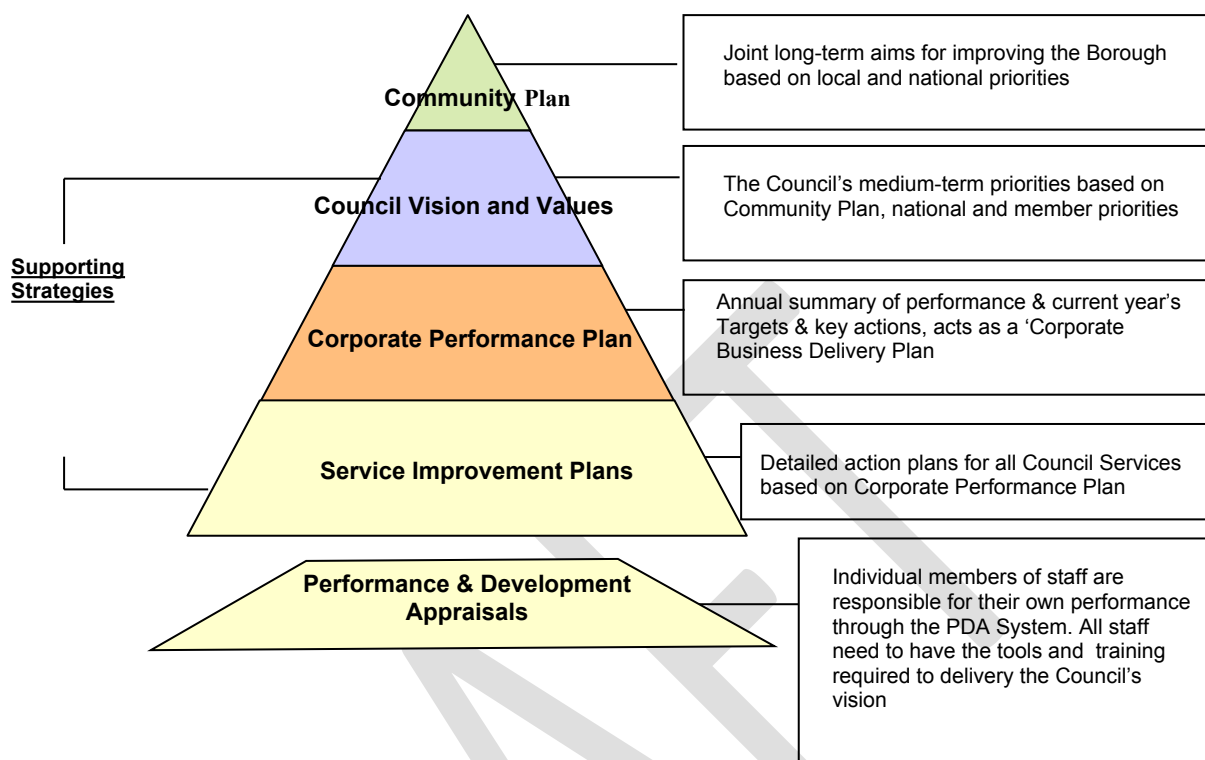 Community Plan
Joint long-term aims for improving the Borough
based on local and national priorities
Council Vision and Values
The Council’s medium-term priorities based on
Community Plan, national and member priorities
Supporting
Strategies
Corporate Performance Plan
Annual summary of performance & current year’s
Targets & key actions, acts as a ‘Corporate
Business Delivery Plan
Service Improvement Plans
Detailed action plans for all Council Services
based on Corporate Performance Plan
Performance & Development
Appraisals
Individual members of staff are
responsible for their own performance
through the PDA System. All staff
need to have the tools and training
required to delivery the Council’s
vision